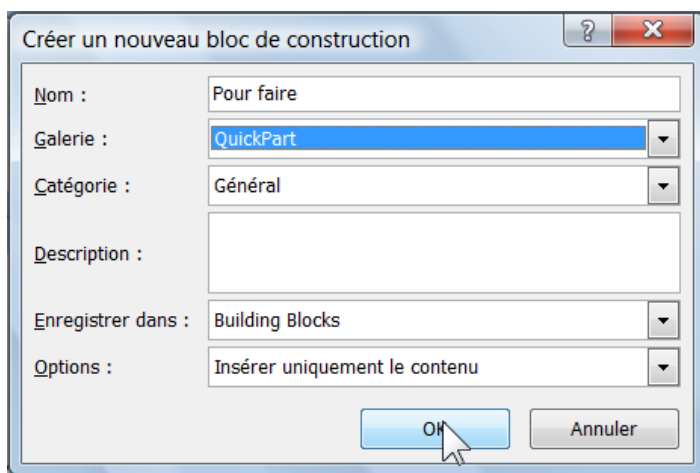 Créer un nouveau bloc de construction
Nom : Pour faire
Galerie : QuickPart
Catégorie : Général
Description :
Enregistrer dans : Building Blocks
Options : Insérer uniquement le contenu
OK Annuler